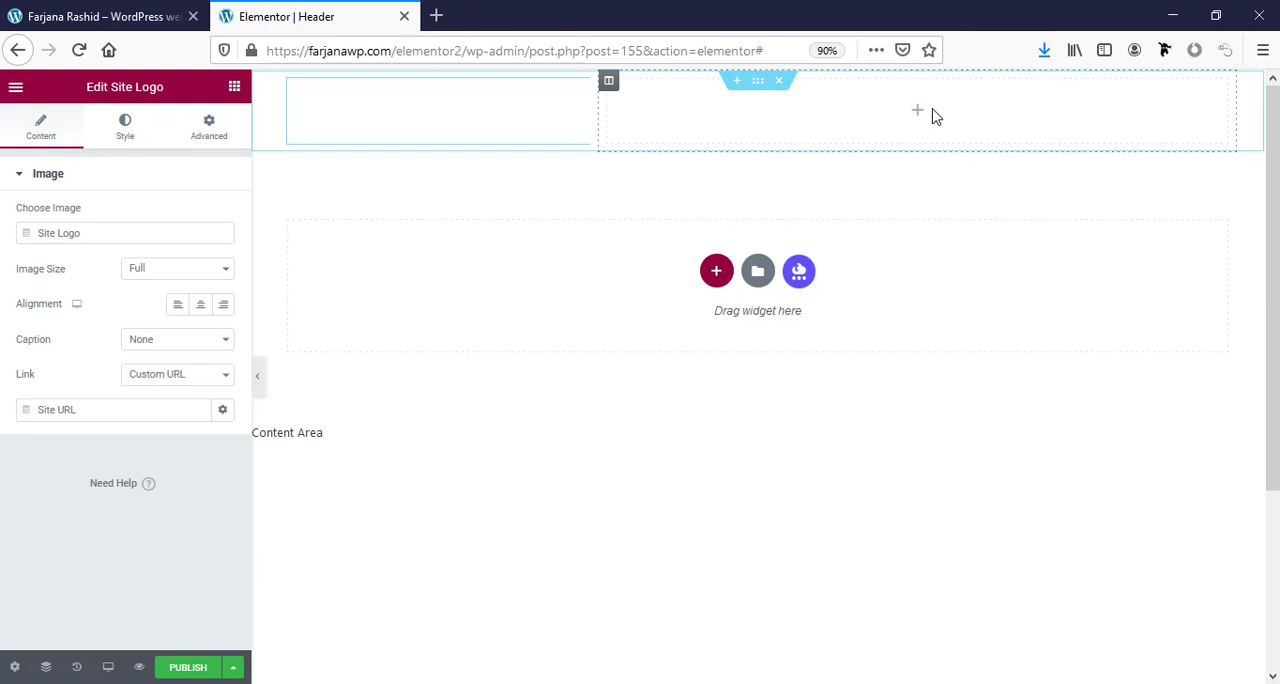 Farjana Rashid – WordPress we
Elementor | Header
https://farjanawp.com/elementor2/wp-admin/post.php?post=155&action=elementor#
90%
Edit Site Logo
Content
Style
Advanced
Image
Choose Image
Site Logo
Image Size
Full
Alignment
Caption
None
Link
Custom URL
Site URL
Need Help
PUBLISH
Drag widget here
Content Area